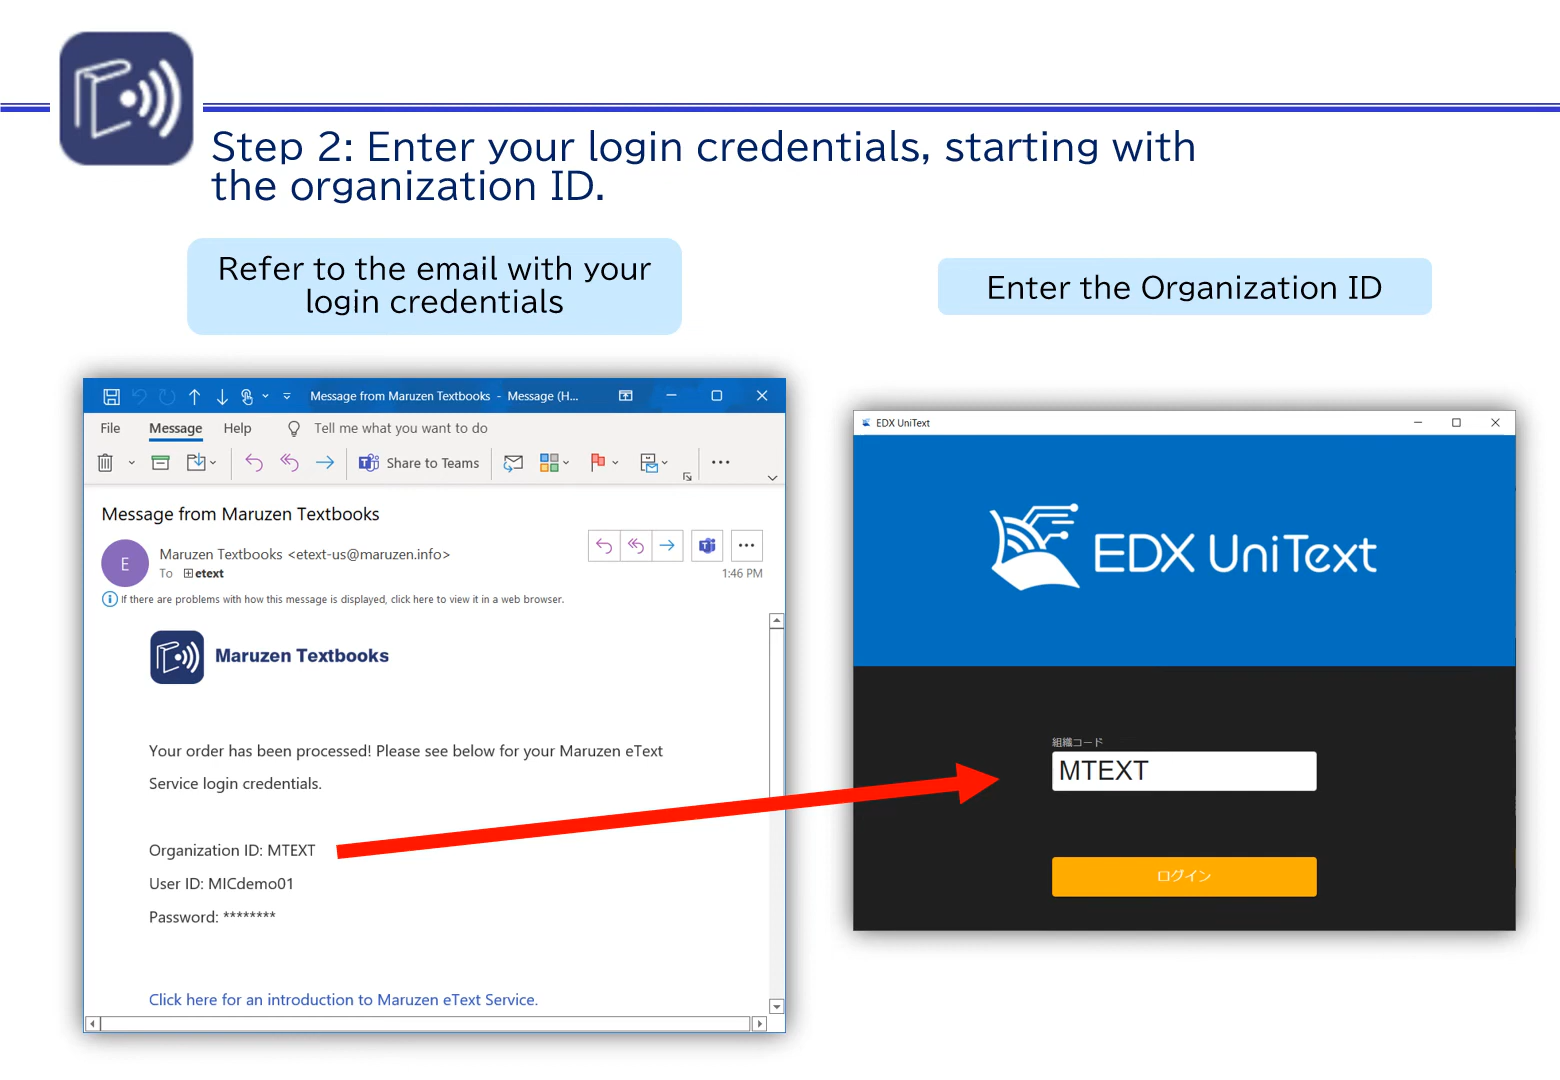 Step 2: Enter your login credentials, starting with
the organization ID.
Refer to the email with your
login credentials
Enter the Organization ID
Message from Maruzen Textbooks - Message (H...
File Message Help Tell me what you want to do
Share to Teams
Message from Maruzen Textbooks
E
Maruzen Textbooks <etext-us@maruzen.info>
To etext
1:46 PM
If there are problems with how this message is displayed, click here to view it in a web browser.
Maruzen Textbooks
Your order has been processed! Please see below for your Maruzen eText
Service login credentials.
Organization ID: MTEXT
User ID: MICdemo01
Password: ********
Click here for an introduction to Maruzen eText Service.
EDX UniText
EDX UniText
組織コード
MTEXT
ログイン